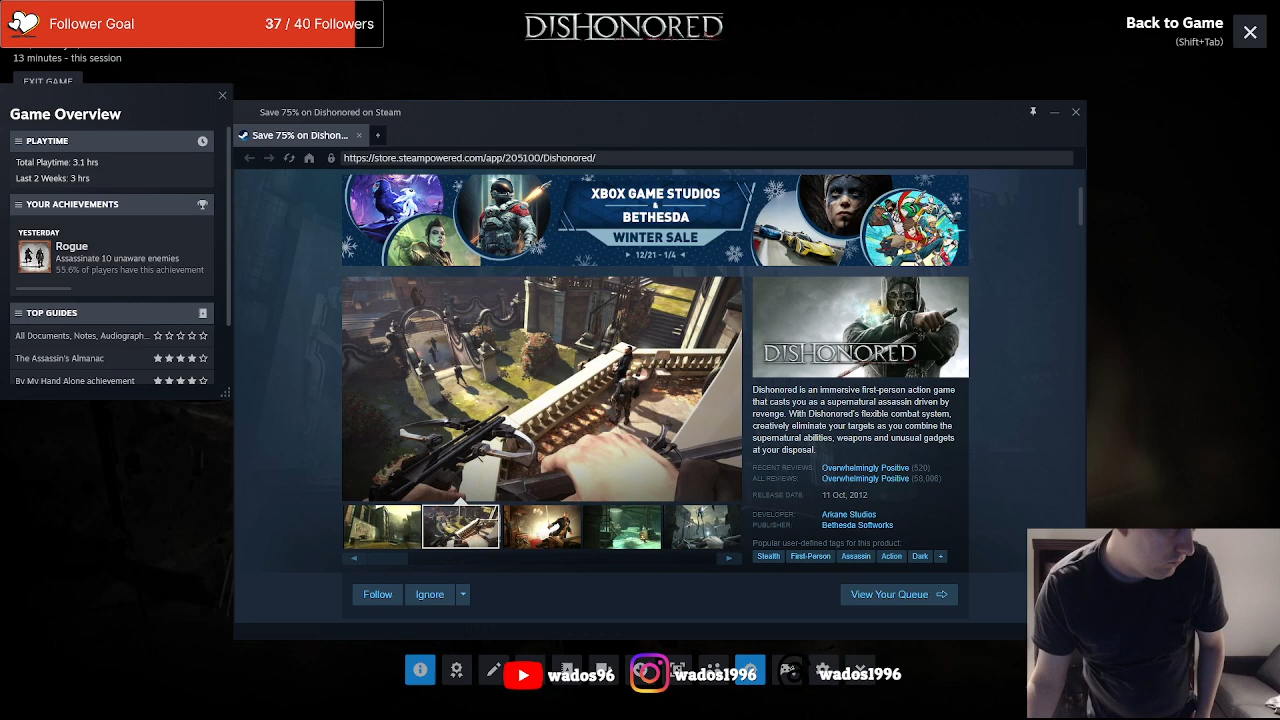 Follower Goal
37 / 40 Followers
DISHONORED
Back to Game
(Shift+Tab)
13 minutes - this session
EXIT GAME
Game Overview
PLAYTIME
Total Playtime: 3.1 hrs
Last 2 Weeks: 3 hrs
YOUR ACHIEVEMENTS
YESTERDAY
Rogue
Assassinate 10 unaware enemies
55.6% of players have this achievement
TOP GUIDES
All Documents, Notes, Audiograph...
The Assassin's Almanac
By My Hand Alone achievement
Save 75% on Dishonored on Steam
Save 75% on Dishon...
https://store.steampowered.com/app/205100/Dishonored/
XBOX GAME STUDIOS
&
BETHESDA
WINTER SALE
12/21 - 1/4
DISHONORED
Dishonored is an immersive first-person action game
that casts you as a supernatural assassin driven by
revenge. With Dishonored's flexible combat system,
creatively eliminate your targets as you combine the
supernatural abilities, weapons and unusual gadgets
at your disposal.
RECENT REVIEWS: Overwhelmingly Positive (520)
ALL REVIEWS: Overwhelmingly Positive (58,006)
RELEASE DATE: 11 Oct, 2012
DEVELOPER: Arkane Studios
PUBLISHER: Bethesda Softworks
Popular user-defined tags for this product:
Stealth First-Person Assassin Action Dark +
Follow
Ignore
View Your Queue
wados96
wados1996
wados1996